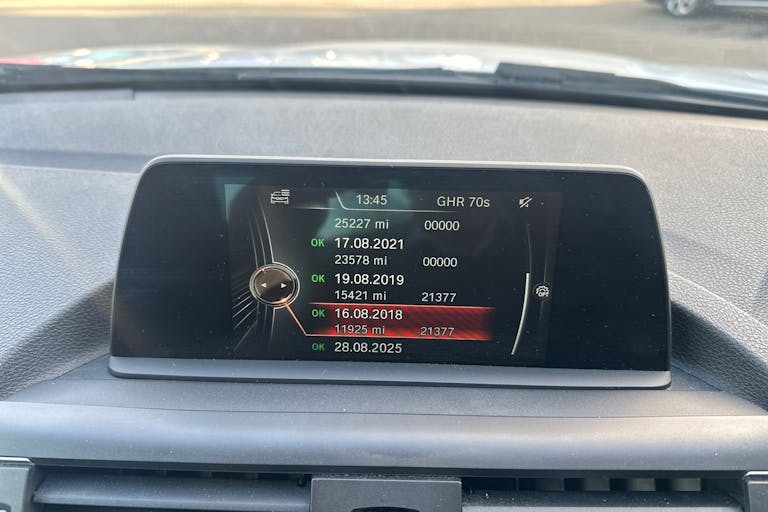 13:45 GHR 70s
25227 mi 00000
OK 17.08.2021
23578 mi 00000
OK 19.08.2019
15421 mi 21377
OK 16.08.2018
11925 mi 21377
OK 28.08.2025
OPT